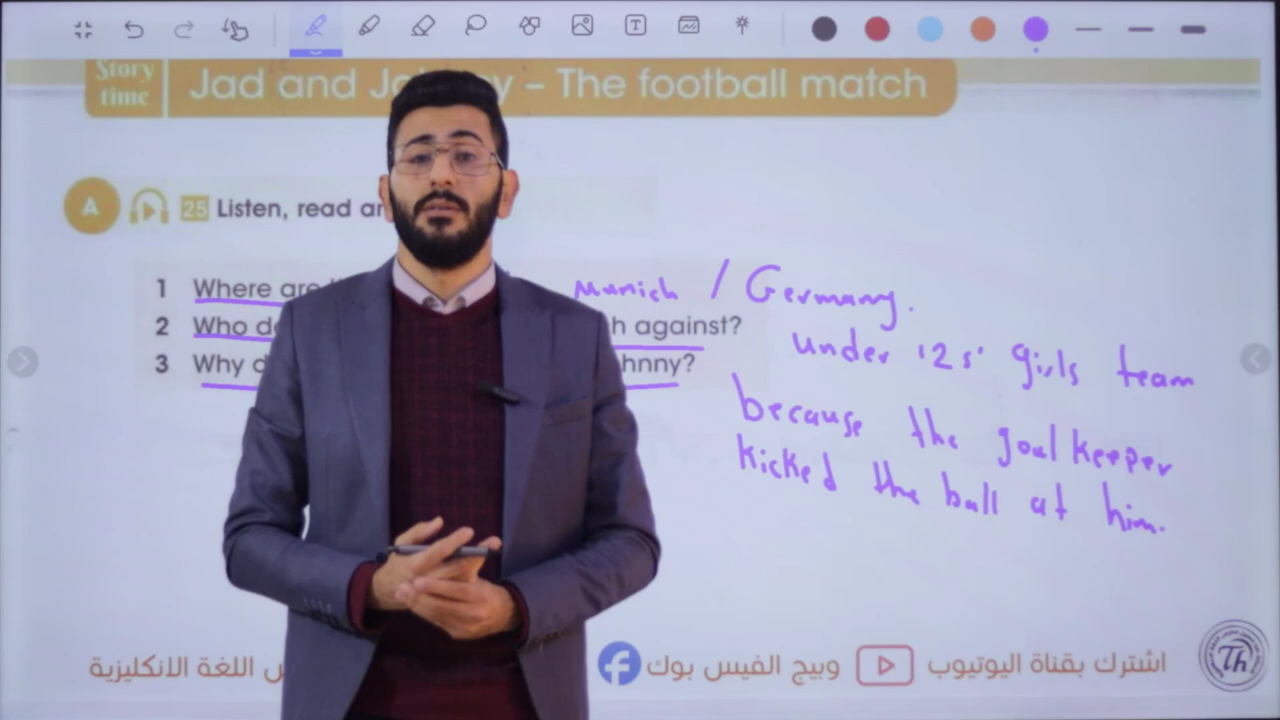 Story
time
Jad and Jo y – The football match
A 25 Listen, read ar
1 Where are Munich / Germany.
2 Who do h against?
under 12s' girls team
3 Why d hnny?
because the goalkeeper
kicked the ball at him.
اشترك بقناة اليوتيوب وبيج الفيس بوك س اللغة الانكليزية
Th